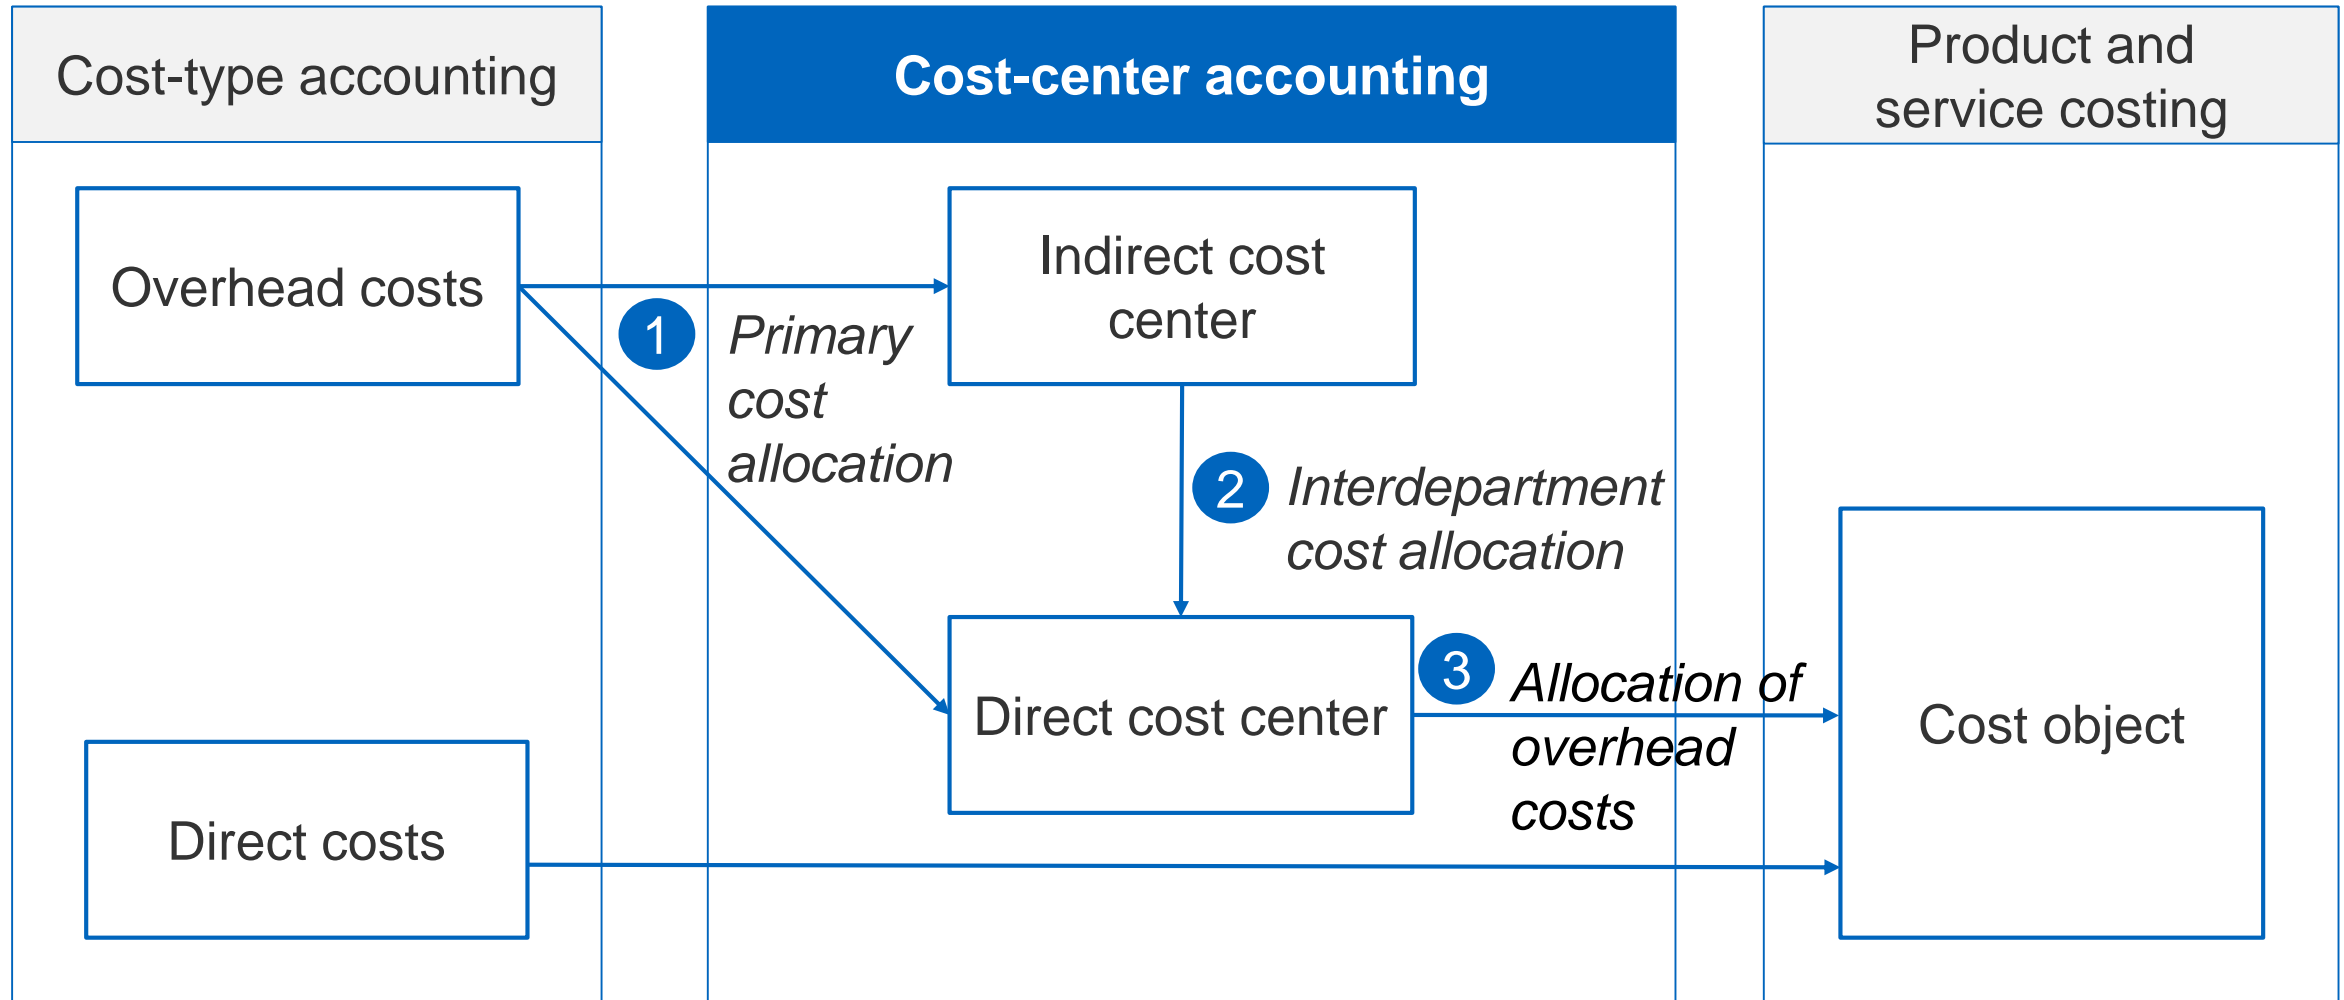 Cost-type accounting
Cost-center accounting
Product and
service costing
Overhead costs
Indirect cost
center
1
Primary
cost
allocation
2
Interdepartment
cost allocation
Direct cost center
3
Allocation of
overhead
costs
Cost object
Direct costs